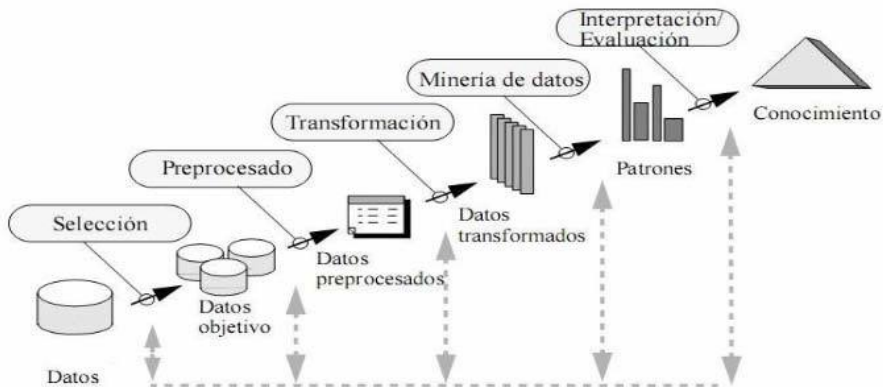 Interpretación/
Evaluación
Minería de datos
Conocimiento
Transformación
Patrones
Preprocesado
Datos
transformados
Selección
Datos
preprocesados
Datos
objetivo
Datos